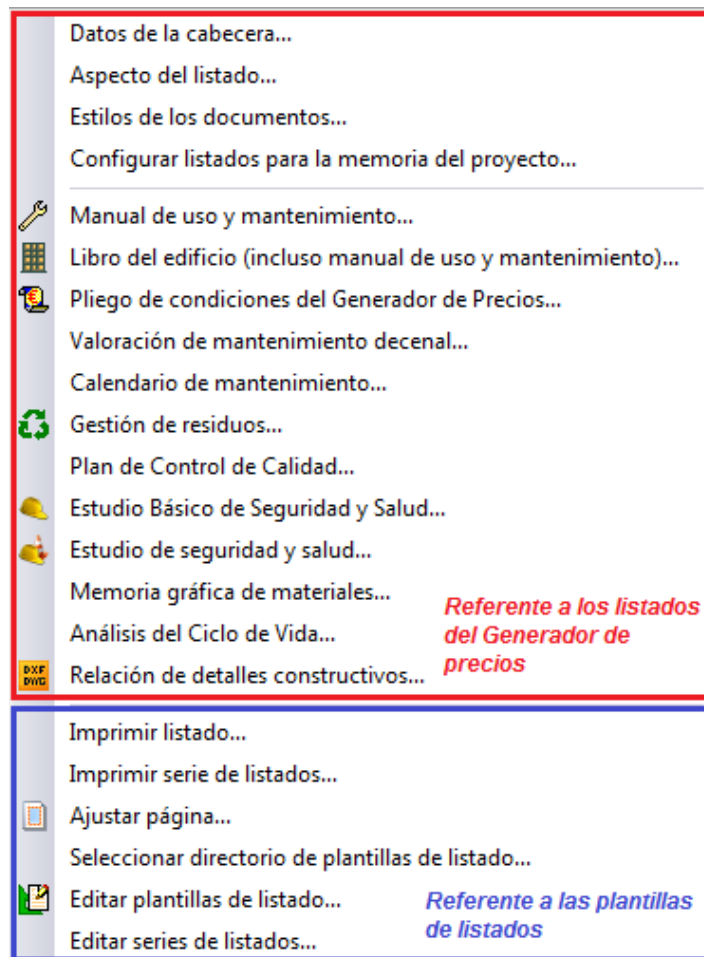 Datos de la cabecera...
Aspecto del listado...
Estilos de los documentos...
Configurar listados para la memoria del proyecto...
Manual de uso y mantenimiento...
Libro del edificio (incluso manual de uso y mantenimiento)...
Pliego de condiciones del Generador de Precios...
Valoración de mantenimiento decenal...
Calendario de mantenimiento...
Gestión de residuos...
Plan de Control de Calidad...
Estudio Básico de Seguridad y Salud...
Estudio de seguridad y salud...
Memoria gráfica de materiales...
Análisis del Ciclo de Vida...
DXF
DWG
Relación de detalles constructivos...
Referente a los listados
del Generador de
precios
Imprimir listado...
Imprimir serie de listados...
Ajustar página...
Seleccionar directorio de plantillas de listado...
Editar plantillas de listado...
Editar series de listados...
Referente a las plantillas
de listados